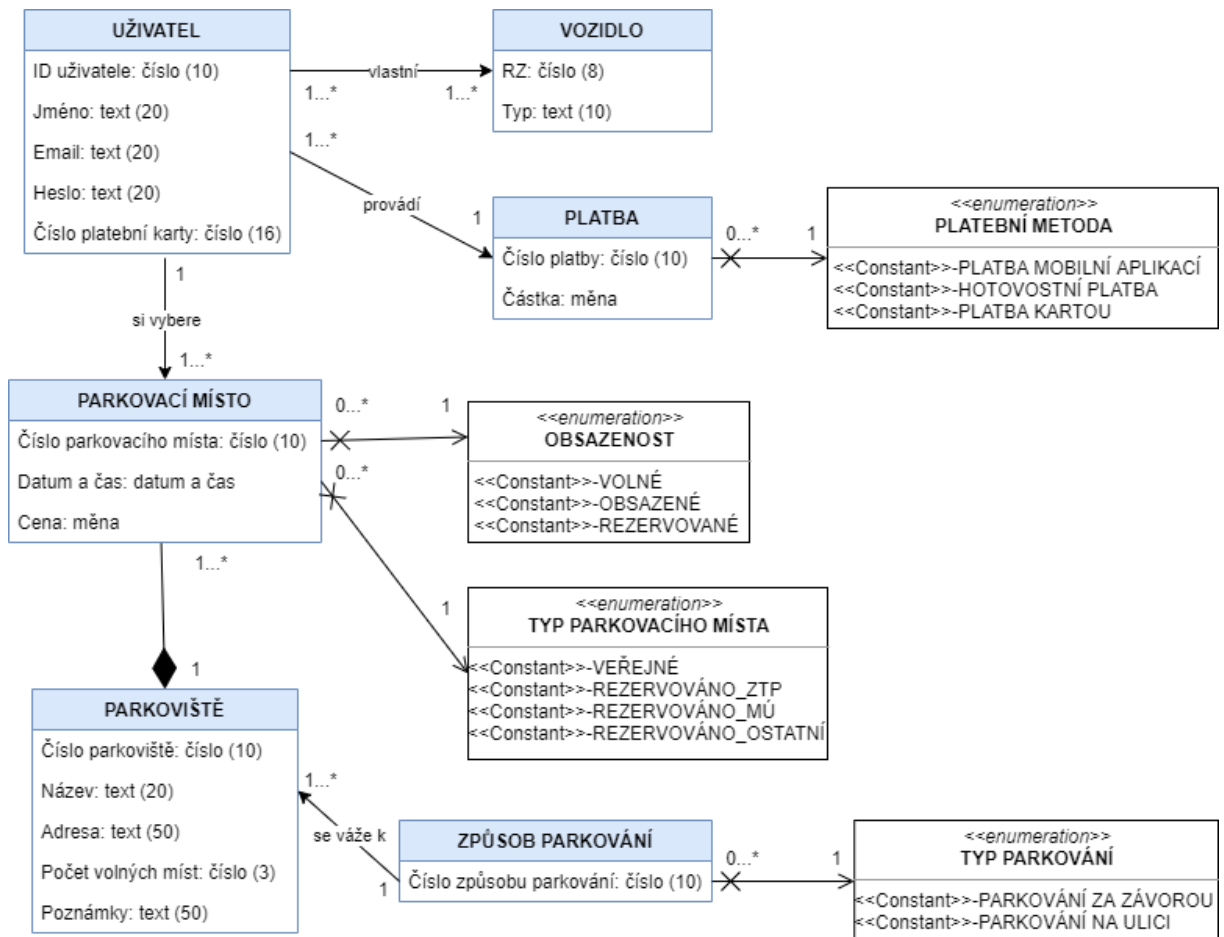 UŽIVATEL
ID uživatele: číslo (10)
Jméno: text (20)
Email: text (20)
Heslo: text (20)
Číslo platební karty: číslo (16)
vlastní
1...*
1...*
VOZIDLO
RZ: číslo (8)
Typ: text (10)
1...*
provádí
1
PLATBA
Číslo platby: číslo (10)
Částka: měna
0...*
1
<<enumeration>>
PLATEBNÍ METODA
<<Constant>>-PLATBA MOBILNÍ APLIKACÍ
<<Constant>>-HOTOVOSTNÍ PLATBA
<<Constant>>-PLATBA KARTOU
1
si vybere
1...*
PARKOVACÍ MÍSTO
Číslo parkovacího místa: číslo (10)
Datum a čas: datum a čas
Cena: měna
0...*
1
<<enumeration>>
OBSAZENOST
<<Constant>>-VOLNÉ
<<Constant>>-OBSAZENÉ
<<Constant>>-REZERVOVANÉ
0...*
1
<<enumeration>>
TYP PARKOVACÍHO MÍSTA
<<Constant>>-VEŘEJNÉ
<<Constant>>-REZERVOVÁNO_ZTP
<<Constant>>-REZERVOVÁNO_MÚ
<<Constant>>-REZERVOVÁNO_OSTATNÍ
1...*
1
PARKOVIŠTĚ
Číslo parkoviště: číslo (10)
Název: text (20)
Adresa: text (50)
Počet volných míst: číslo (3)
Poznámky: text (50)
1...*
se váže k
1
ZPŮSOB PARKOVÁNÍ
Číslo způsobu parkování: číslo (10)
0...*
1
<<enumeration>>
TYP PARKOVÁNÍ
<<Constant>>-PARKOVÁNÍ ZA ZÁVOROU
<<Constant>>-PARKOVÁNÍ NA ULICI